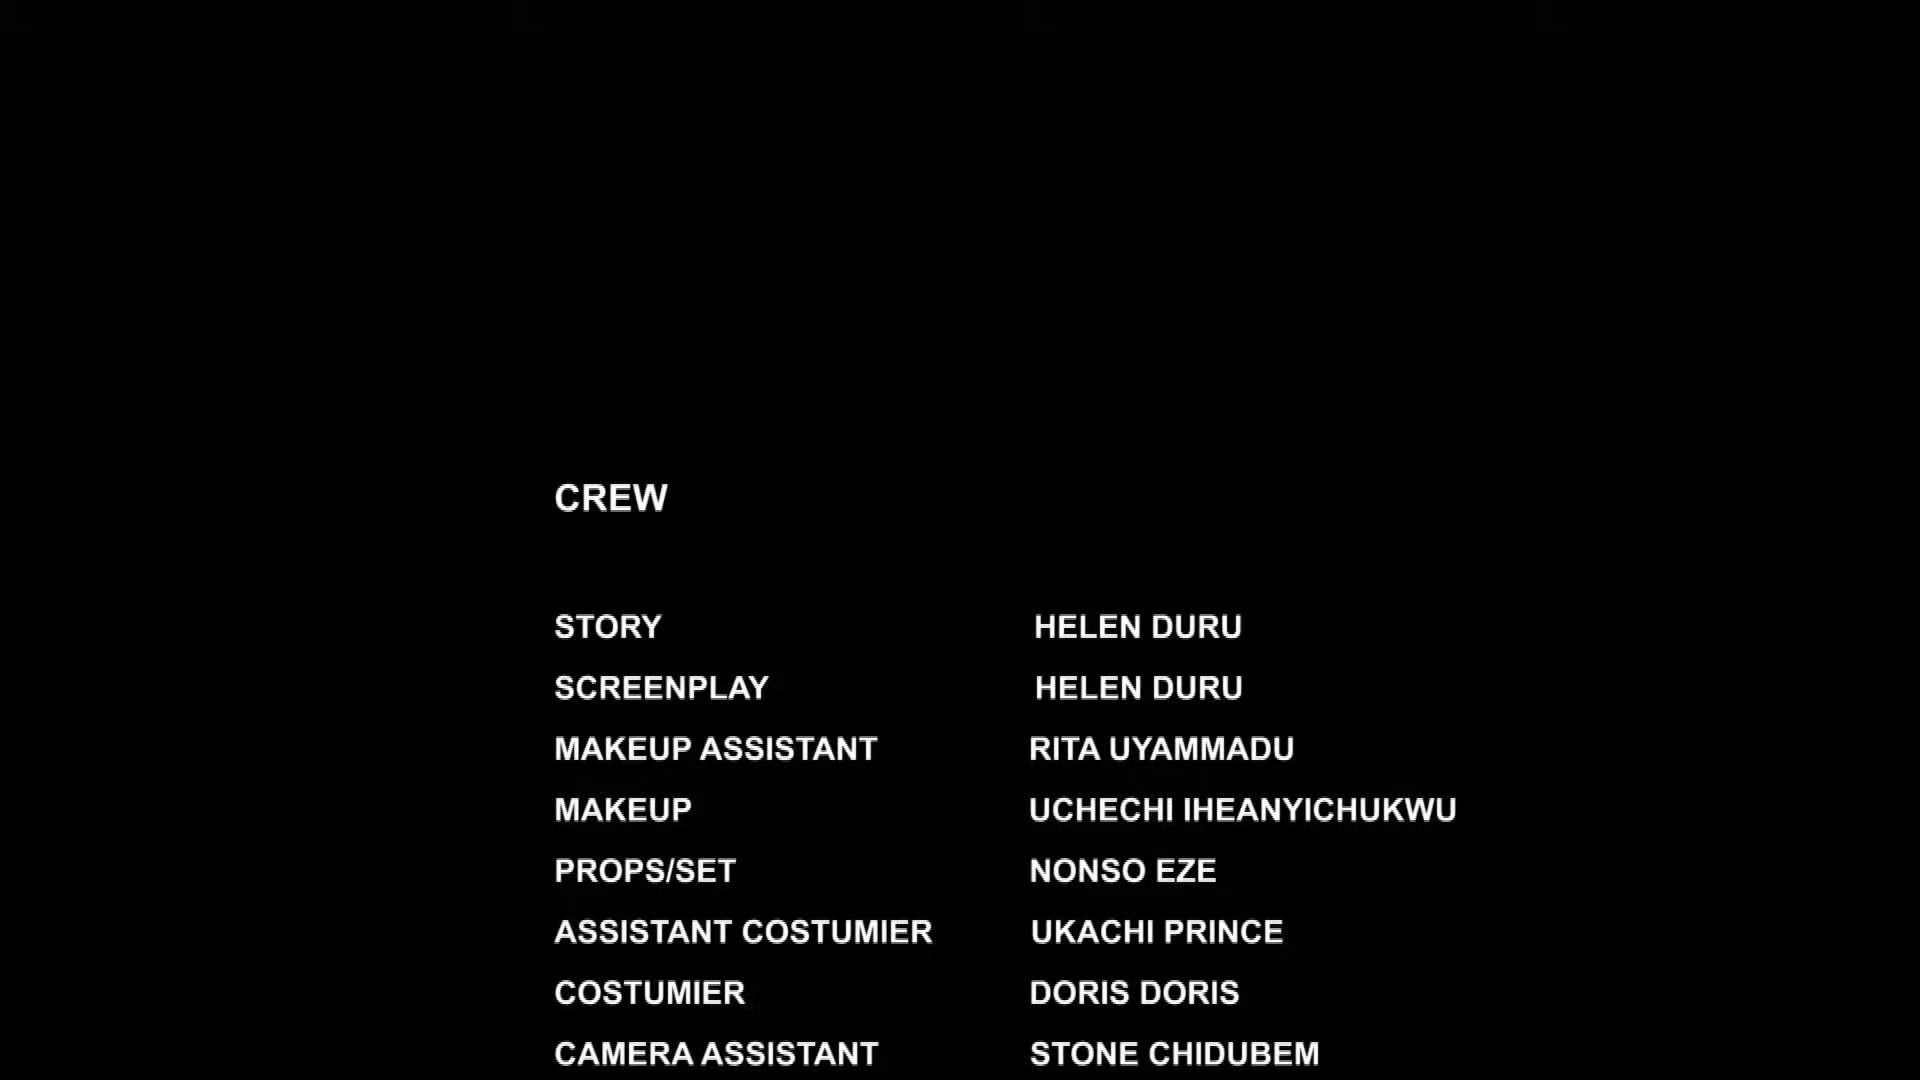 CREW
STORY HELEN DURU
SCREENPLAY HELEN DURU
MAKEUP ASSISTANT RITA UYAMMADU
MAKEUP UCHECHI IHEANYICHUKWU
PROPS/SET NONSO EZE
ASSISTANT COSTUMIER UKACHI PRINCE
COSTUMIER DORIS DORIS
CAMERA ASSISTANT STONE CHIDUBEM